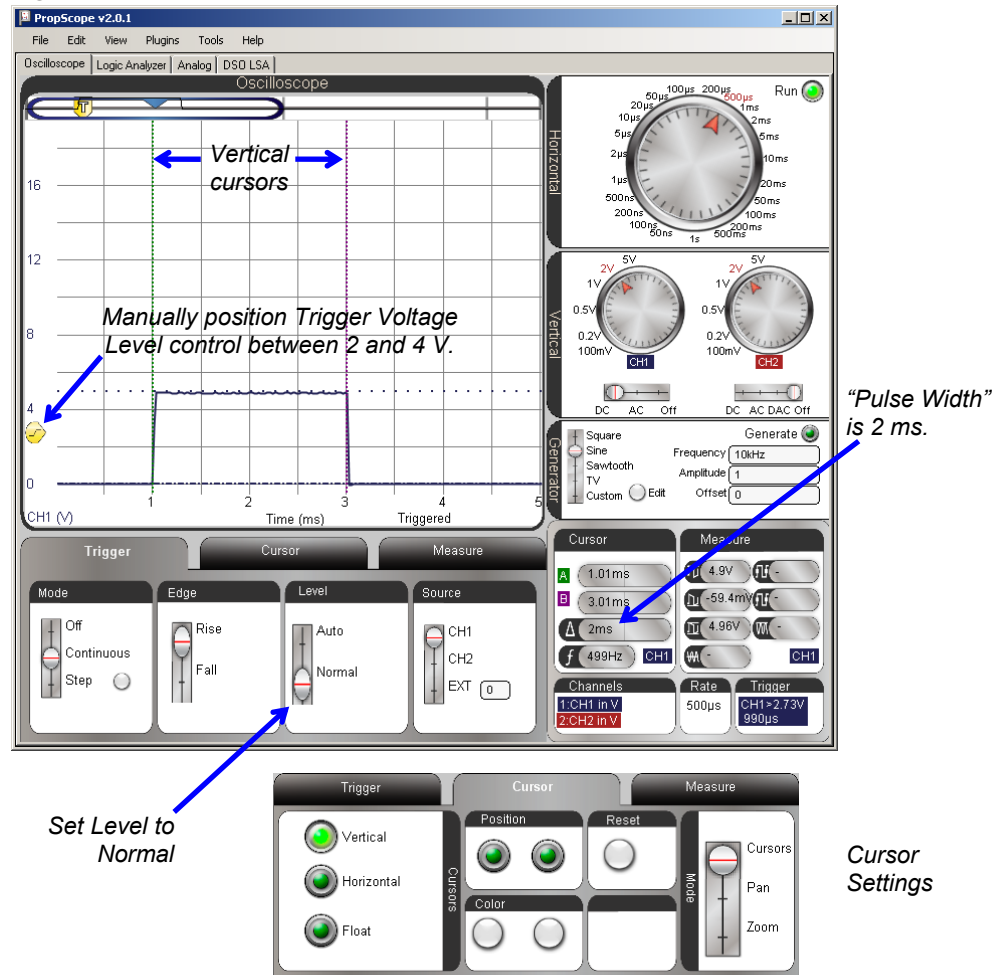 PropScope v2.0.1
File Edit View Plugins Tools Help
Oscilloscope Logic Analyzer Analog DSO LSA
Oscilloscope
T
Vertical
cursors
16
12
8
4
0
Manually position Trigger Voltage
Level control between 2 and 4 V.
1 2 3 4 5
CH1 (V) Time (ms) Triggered
Horizontal
Run
50µs 100µs 200µs 500µs
20µs 1ms
10µs 2ms
5µs 5ms
2µs 10ms
1µs 20ms
500ns 50ms
200ns 100ms
100ns 200ms
50ns 1s 500ms
Vertical
5V 5V
2V 2V
1V 1V
0.5V 0.5V
0.2V 0.2V
100mV 100mV
CH1 CH2
DC AC Off DC AC DAC Off
Generator
Square Generate
Sine Frequency 10kHz
Sawtooth Amplitude 1
TV
Custom Edit Offset 0
"Pulse Width"
is 2 ms.
Cursor Measure
A 1.01ms 4.9V -
B 3.01ms -59.4mV -
Δ 2ms 4.96V -
f 499Hz CH1 - CH1
Channels Rate Trigger
1:CH1 in V 500µs CH1>2.73V
2:CH2 in V 990µs
Trigger Cursor Measure
Mode Edge Level Source
Off Rise Auto CH1
Continuous Fall Normal CH2
Step EXT 0
Set Level to
Normal
Trigger Cursor Measure
Vertical
Horizontal
Float
Cursors
Position Reset
Color
Mode
Cursors
Pan
Zoom
Cursor
Settings